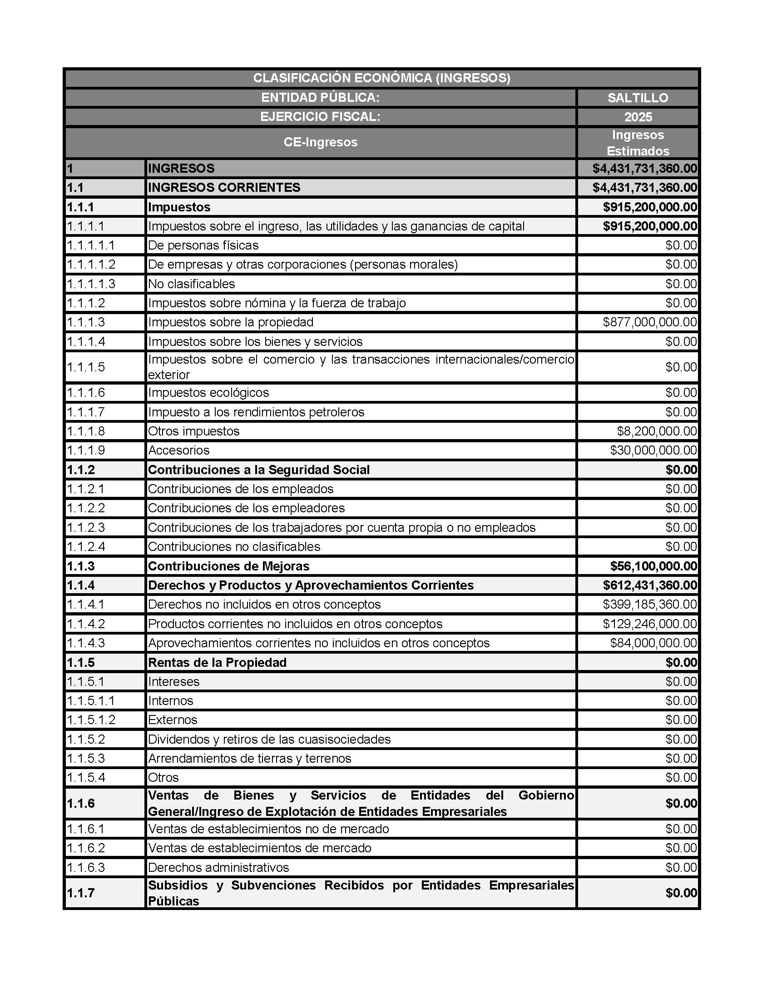 CLASIFICACIÓN ECONÓMICA (INGRESOS)
ENTIDAD PÚBLICA: SALTILLO
EJERCICIO FISCAL: 2025
CE-Ingresos Ingresos
Estimados
1 INGRESOS $4,431,731,360.00
1.1 INGRESOS CORRIENTES $4,431,731,360.00
1.1.1 Impuestos $915,200,000.00
1.1.1.1 Impuestos sobre el ingreso, las utilidades y las ganancias de capital $915,200,000.00
1.1.1.1.1 De personas físicas $0.00
1.1.1.1.2 De empresas y otras corporaciones (personas morales) $0.00
1.1.1.1.3 No clasificables $0.00
1.1.1.2 Impuestos sobre nómina y la fuerza de trabajo $0.00
1.1.1.3 Impuestos sobre la propiedad $877,000,000.00
1.1.1.4 Impuestos sobre los bienes y servicios $0.00
1.1.1.5 Impuestos sobre el comercio y las transacciones internacionales/comercio
exterior $0.00
1.1.1.6 Impuestos ecológicos $0.00
1.1.1.7 Impuesto a los rendimientos petroleros $0.00
1.1.1.8 Otros impuestos $8,200,000.00
1.1.1.9 Accesorios $30,000,000.00
1.1.2 Contribuciones a la Seguridad Social $0.00
1.1.2.1 Contribuciones de los empleados $0.00
1.1.2.2 Contribuciones de los empleadores $0.00
1.1.2.3 Contribuciones de los trabajadores por cuenta propia o no empleados $0.00
1.1.2.4 Contribuciones no clasificables $0.00
1.1.3 Contribuciones de Mejoras $56,100,000.00
1.1.4 Derechos y Productos y Aprovechamientos Corrientes $612,431,360.00
1.1.4.1 Derechos no incluidos en otros conceptos $399,185,360.00
1.1.4.2 Productos corrientes no incluidos en otros conceptos $129,246,000.00
1.1.4.3 Aprovechamientos corrientes no incluidos en otros conceptos $84,000,000.00
1.1.5 Rentas de la Propiedad $0.00
1.1.5.1 Intereses $0.00
1.1.5.1.1 Internos $0.00
1.1.5.1.2 Externos $0.00
1.1.5.2 Dividendos y retiros de las cuasisociedades $0.00
1.1.5.3 Arrendamientos de tierras y terrenos $0.00
1.1.5.4 Otros $0.00
1.1.6 Ventas de Bienes y Servicios de Entidades del Gobierno
General/Ingreso de Explotación de Entidades Empresariales $0.00
1.1.6.1 Ventas de establecimientos no de mercado $0.00
1.1.6.2 Ventas de establecimientos de mercado $0.00
1.1.6.3 Derechos administrativos $0.00
1.1.7 Subsidios y Subvenciones Recibidos por Entidades Empresariales
Públicas $0.00